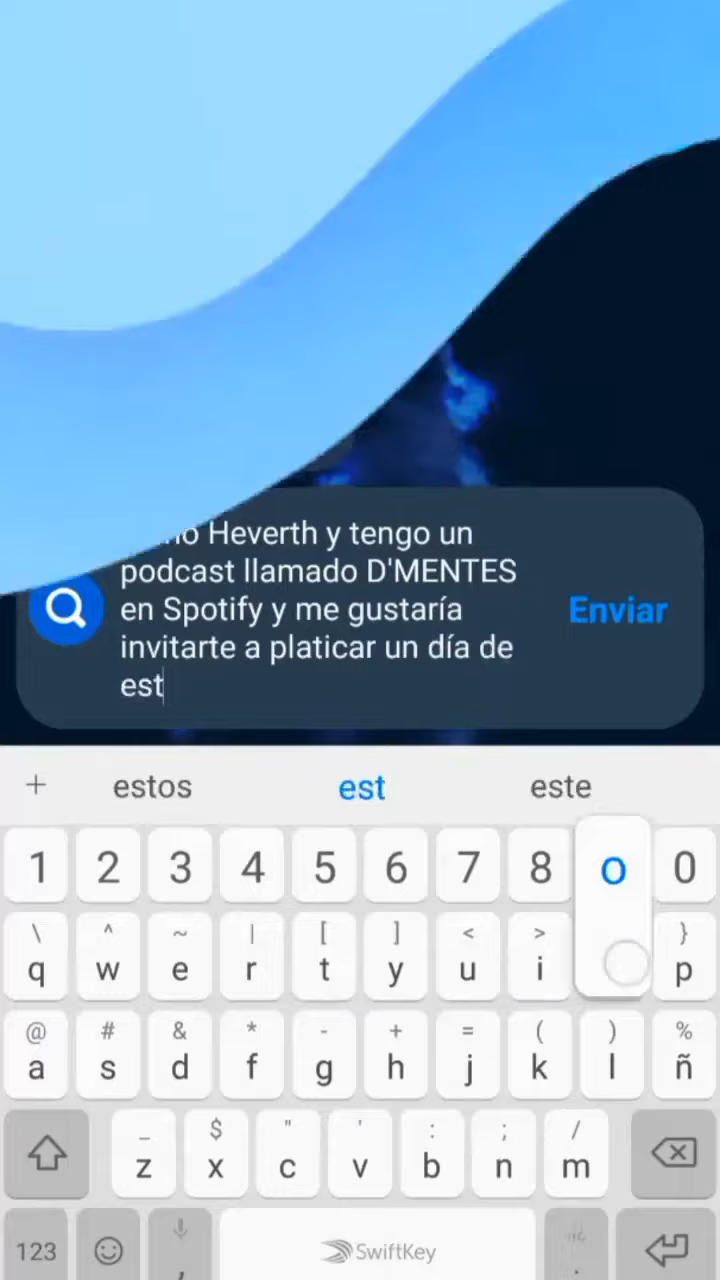 Heverth y tengo un
podcast llamado D'MENTES
en Spotify y me gustaría
invitarte a platicar un día de
est
Enviar
+ estos est este
1 2 3 4 5 6 7 8 o 0
\ ^ ~ | [ ] < > }
q w e r t y u i p
@ # & * - + = ( ) %
a s d f g h j k l ñ
_ $ " ' : ; /
z x c v b n m
123 , SwiftKey .